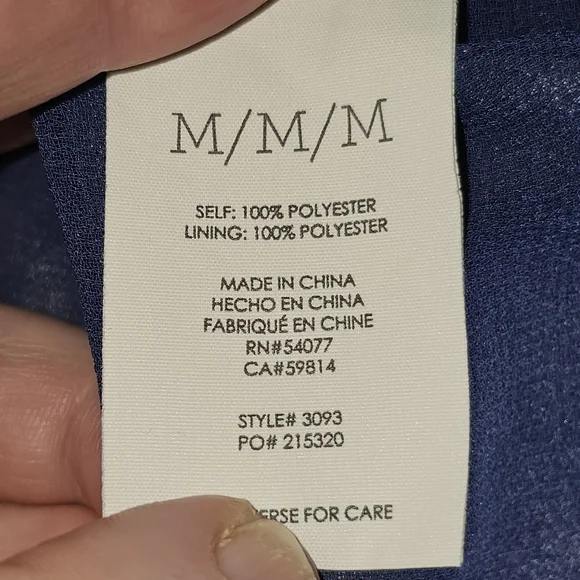 M/M/M
SELF: 100% POLYESTER
LINING: 100% POLYESTER
MADE IN CHINA
HECHO EN CHINA
FABRIQUÉ EN CHINE
RN#54077
CA#59814
STYLE# 3093
PO# 215320
FOR CARE